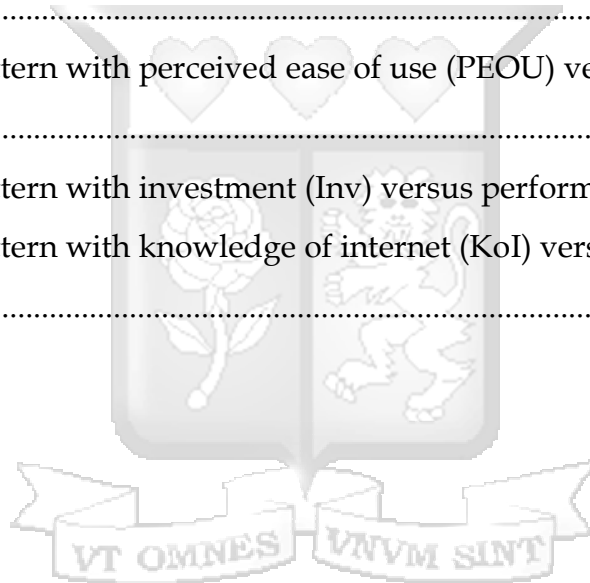 ................................................................
tern with perceived ease of use (PEOU) ve
................................................................
tern with investment (Inv) versus perform
tern with knowledge of internet (KoI) vers
................................................................
VT OMNES VNVM SINT